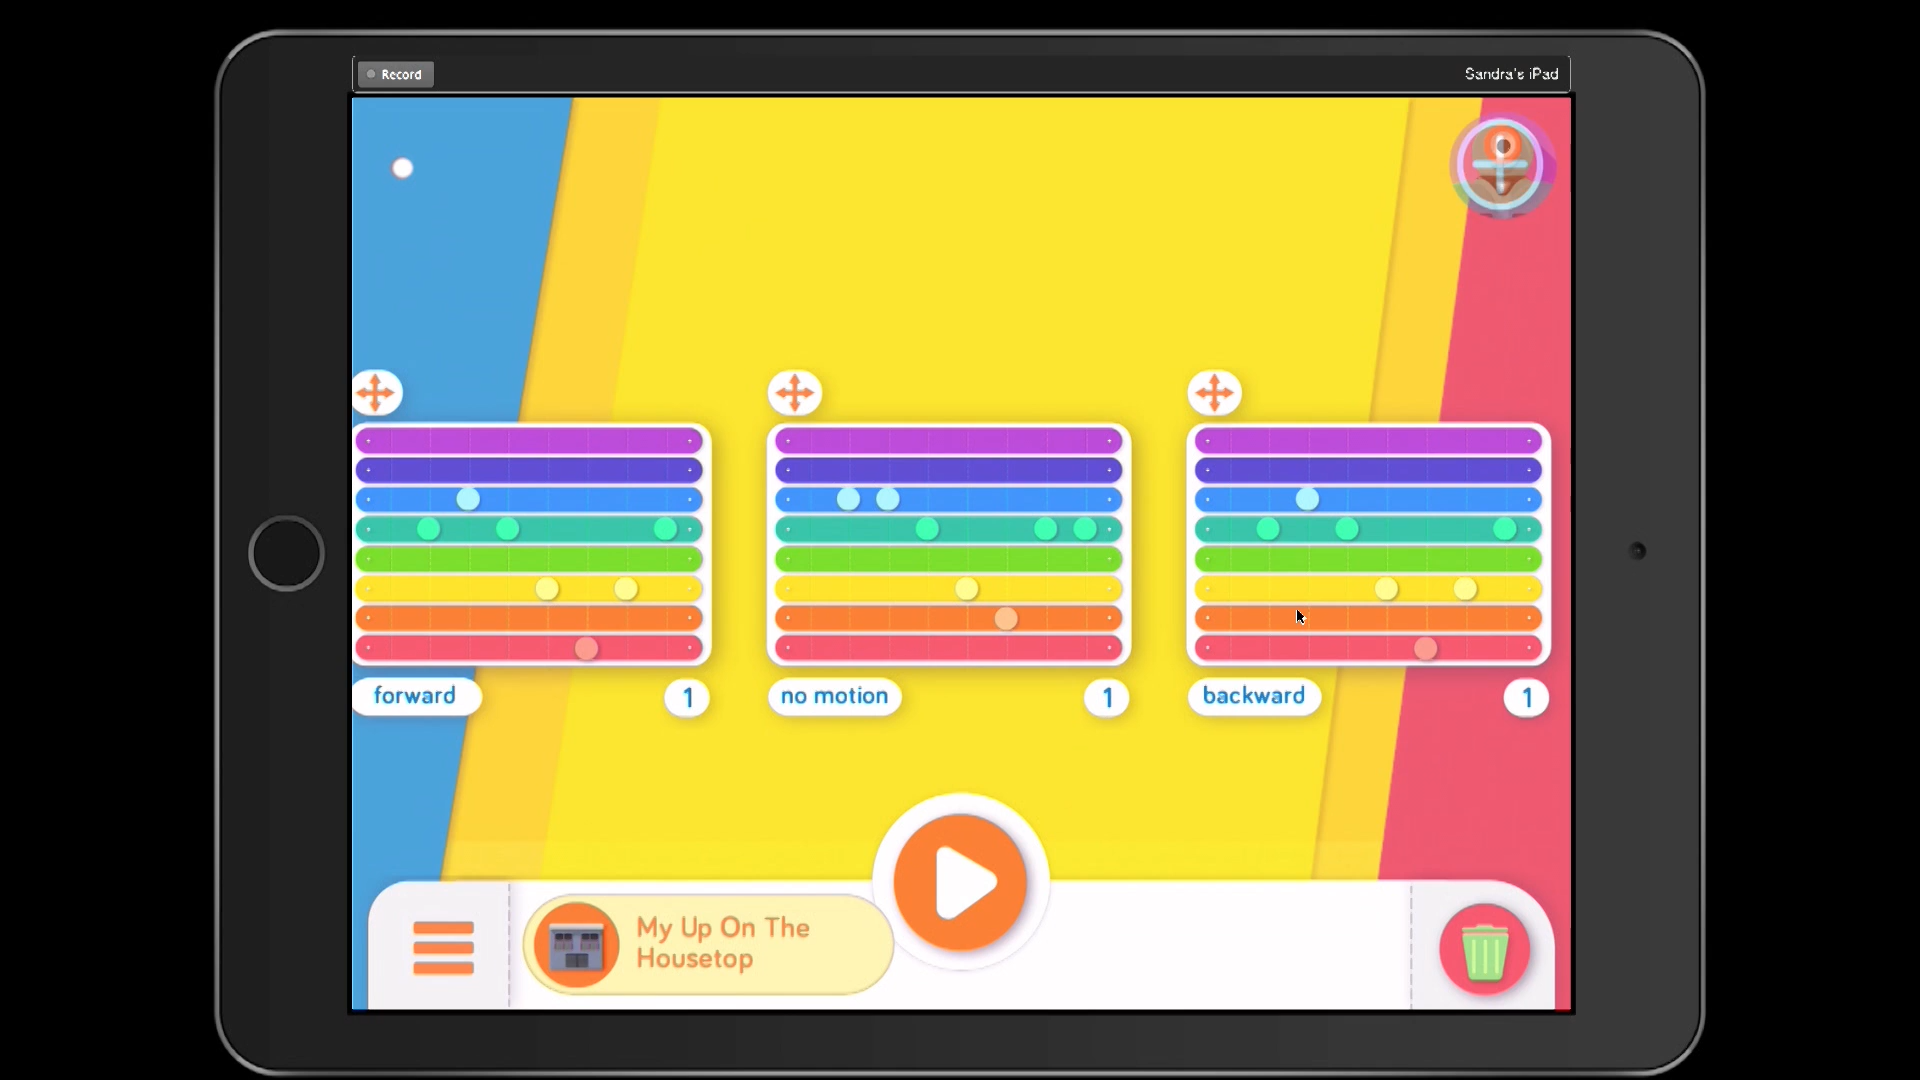 Record
Sandra's iPad
forward
1
no motion
1
backward
1
My Up On The
Housetop